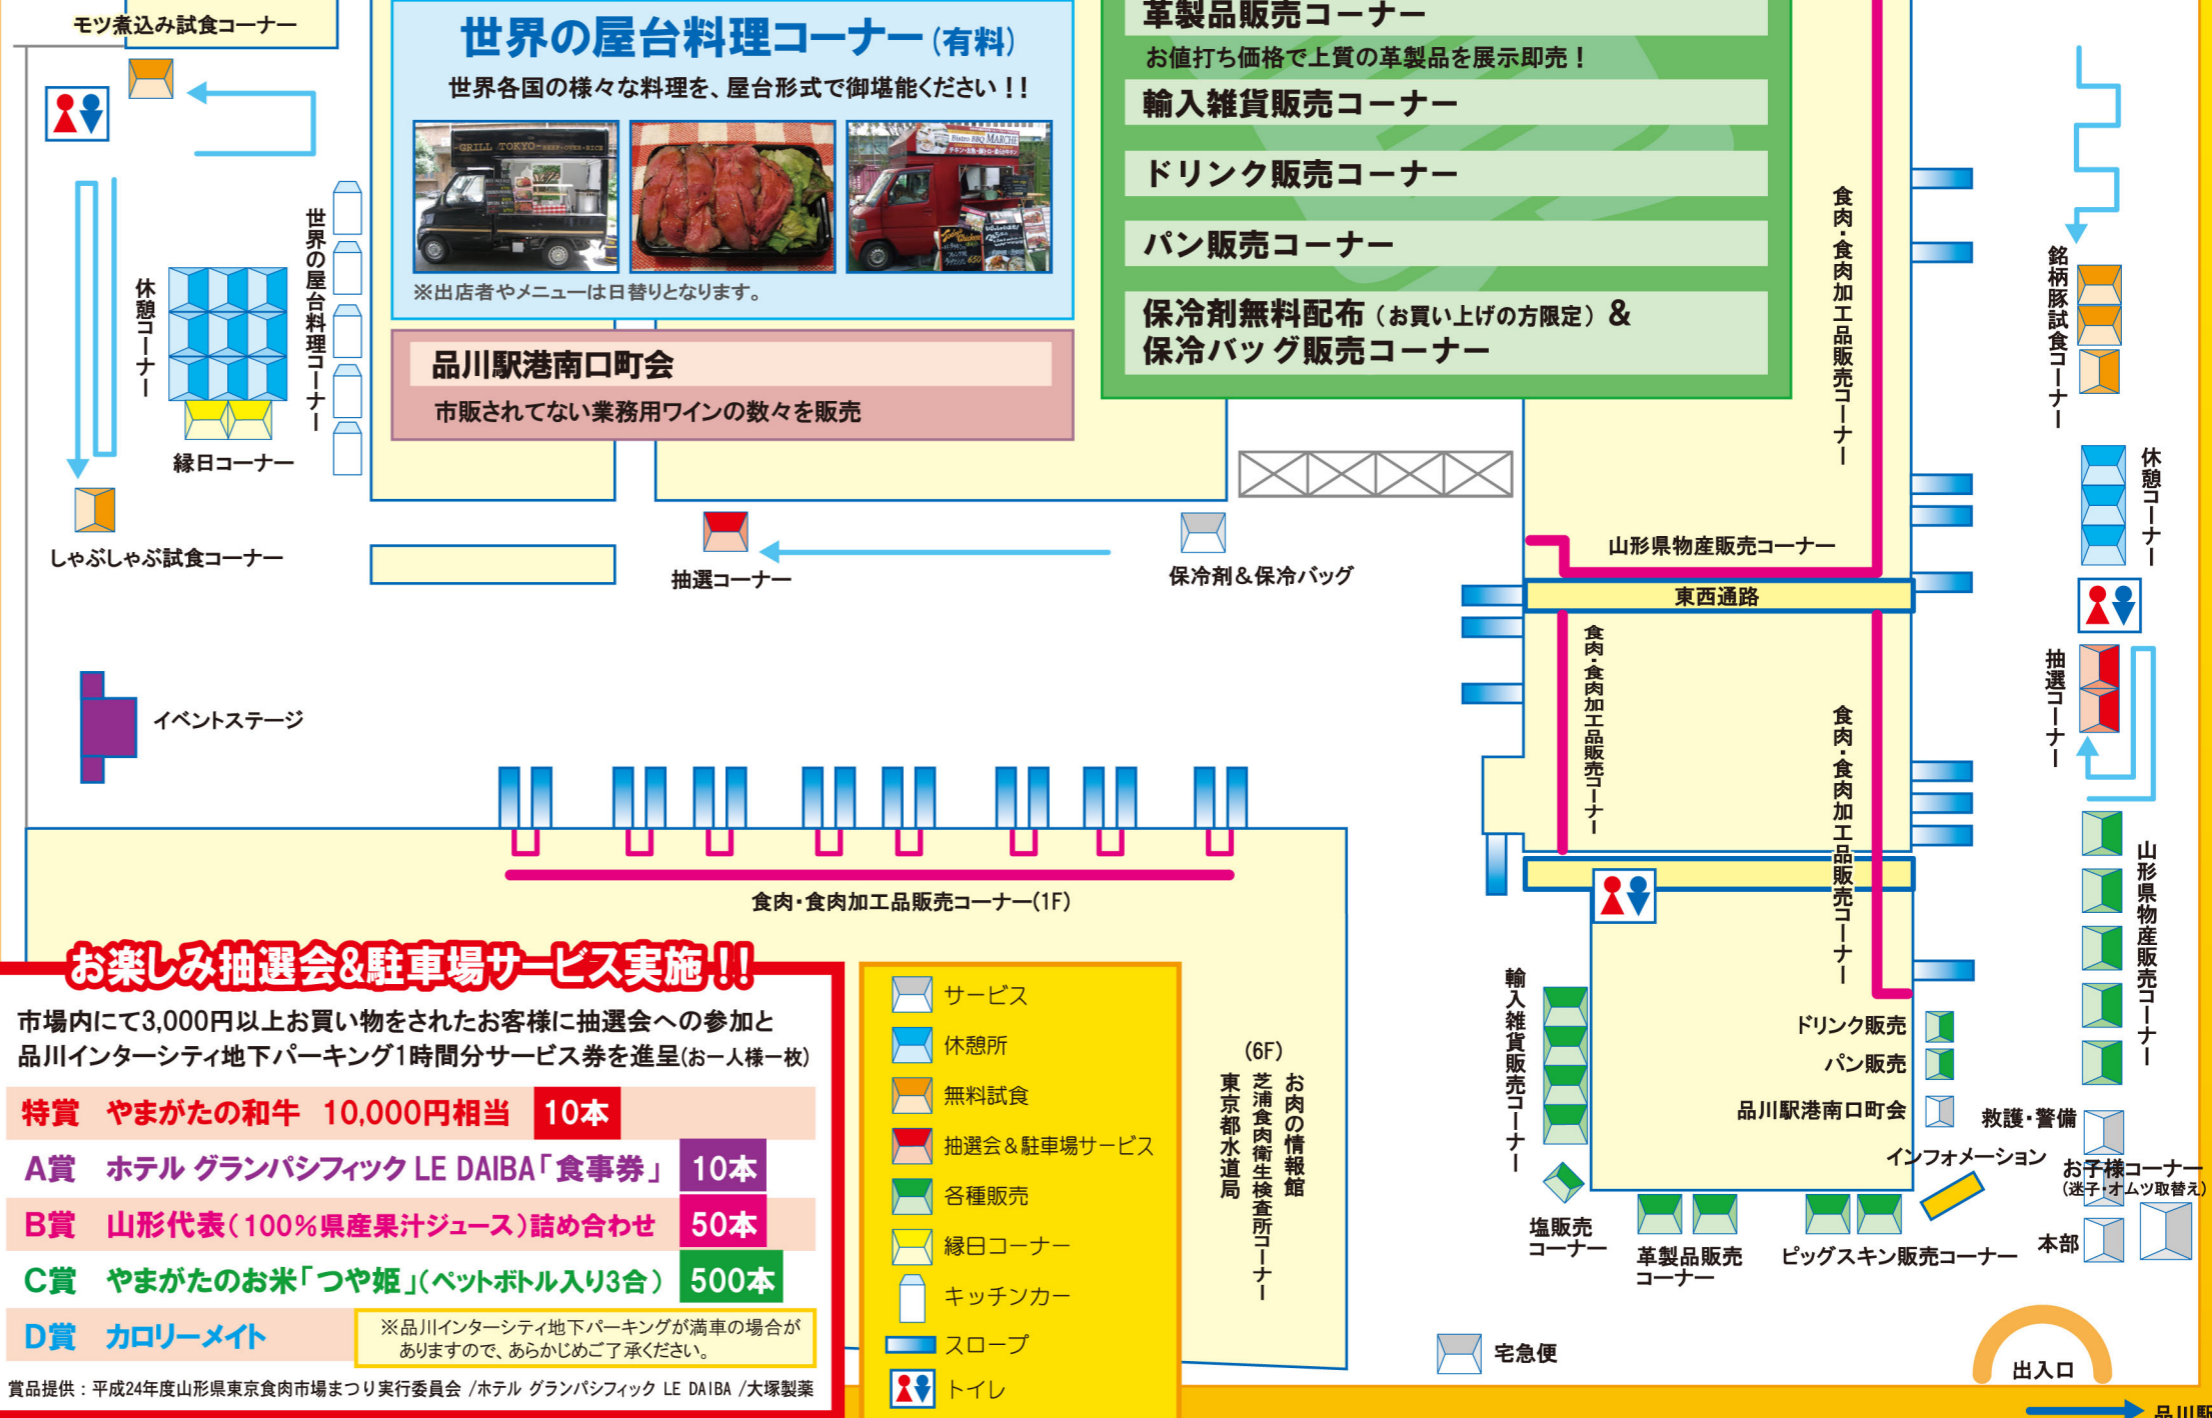 モツ煮込み試食コーナー
世界の屋台料理コーナー(有料)
世界各国の様々な料理を、屋台形式で御堪能ください!!
GRILL TOKYO
Bistro BBQ MARCHE
※出店者やメニューは日替りとなります。
品川駅港南口町会
市販されてない業務用ワインの数々を販売
革製品販売コーナー
お値打ち価格で上質の革製品を展示即売!
輸入雑貨販売コーナー
ドリンク販売コーナー
パン販売コーナー
保冷剤無料配布(お買い上げの方限定)&
保冷バッグ販売コーナー
世界の屋台料理コーナー
休憩コーナー
縁日コーナー
しゃぶしゃぶ試食コーナー
抽選コーナー
保冷剤&保冷バッグ
イベントステージ
食肉・食肉加工品販売コーナー
銘柄豚試食コーナー
休憩コーナー
山形県物産販売コーナー
東西通路
食肉・食肉加工品販売コーナー
食肉・食肉加工品販売コーナー
抽選コーナー
山形県物産販売コーナー
食肉・食肉加工品販売コーナー(1F)
輸入雑貨販売コーナー
ドリンク販売
パン販売
品川駅港南口町会
救護・警備
インフォメーション
お子様コーナー
(迷子・オムツ取替え)
本部
塩販売
コーナー
革製品販売
コーナー
ピッグスキン販売コーナー
宅急便
出入口
品川駅
(6F)
お肉の情報館
芝浦食肉衛生検査所コーナー
東京都水道局
お楽しみ抽選会&駐車場サービス実施!!
市場内にて3,000円以上お買い物をされたお客様に抽選会への参加と
品川インターシティ地下パーキング1時間分サービス券を進呈(お一人様一枚)
特賞 やまがたの和牛 10,000円相当 10本
A賞 ホテル グランパシフィック LE DAIBA「食事券」 10本
B賞 山形代表(100%県産果汁ジュース)詰め合わせ 50本
C賞 やまがたのお米「つや姫」(ペットボトル入り3合) 500本
D賞 カロリーメイト
※品川インターシティ地下パーキングが満車の場合が
ありますので、あらかじめご了承ください。
賞品提供:平成24年度山形県東京食肉市場まつり実行委員会 /ホテル グランパシフィック LE DAIBA /大塚製薬
サービス
休憩所
無料試食
抽選会&駐車場サービス
各種販売
縁日コーナー
キッチンカー
スロープ
トイレ